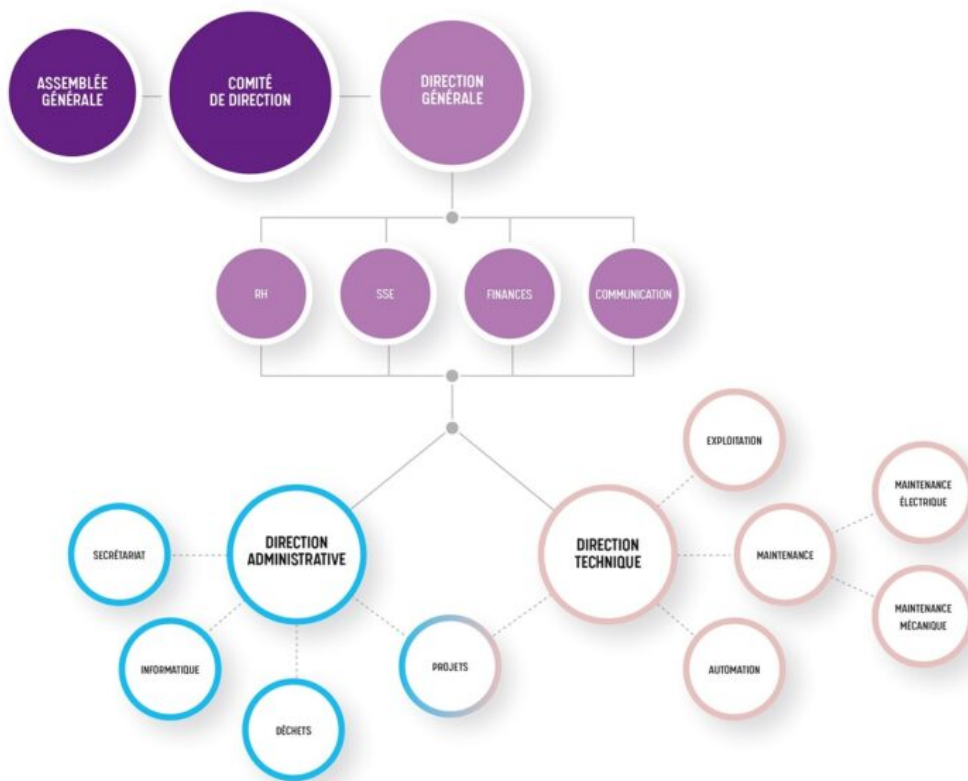 ASSEMBLÉE
GÉNÉRALE
COMITÉ
DE DIRECTION
DIRECTION
GÉNÉRALE
RH
SSE
FINANCES
COMMUNICATION
EXPLOITATION
MAINTENANCE
ÉLECTRIQUE
SECRÉTARIAT
DIRECTION
ADMINISTRATIVE
DIRECTION
TECHNIQUE
MAINTENANCE
MAINTENANCE
MÉCANIQUE
INFORMATIQUE
PROJETS
AUTOMATION
DÉCHETS